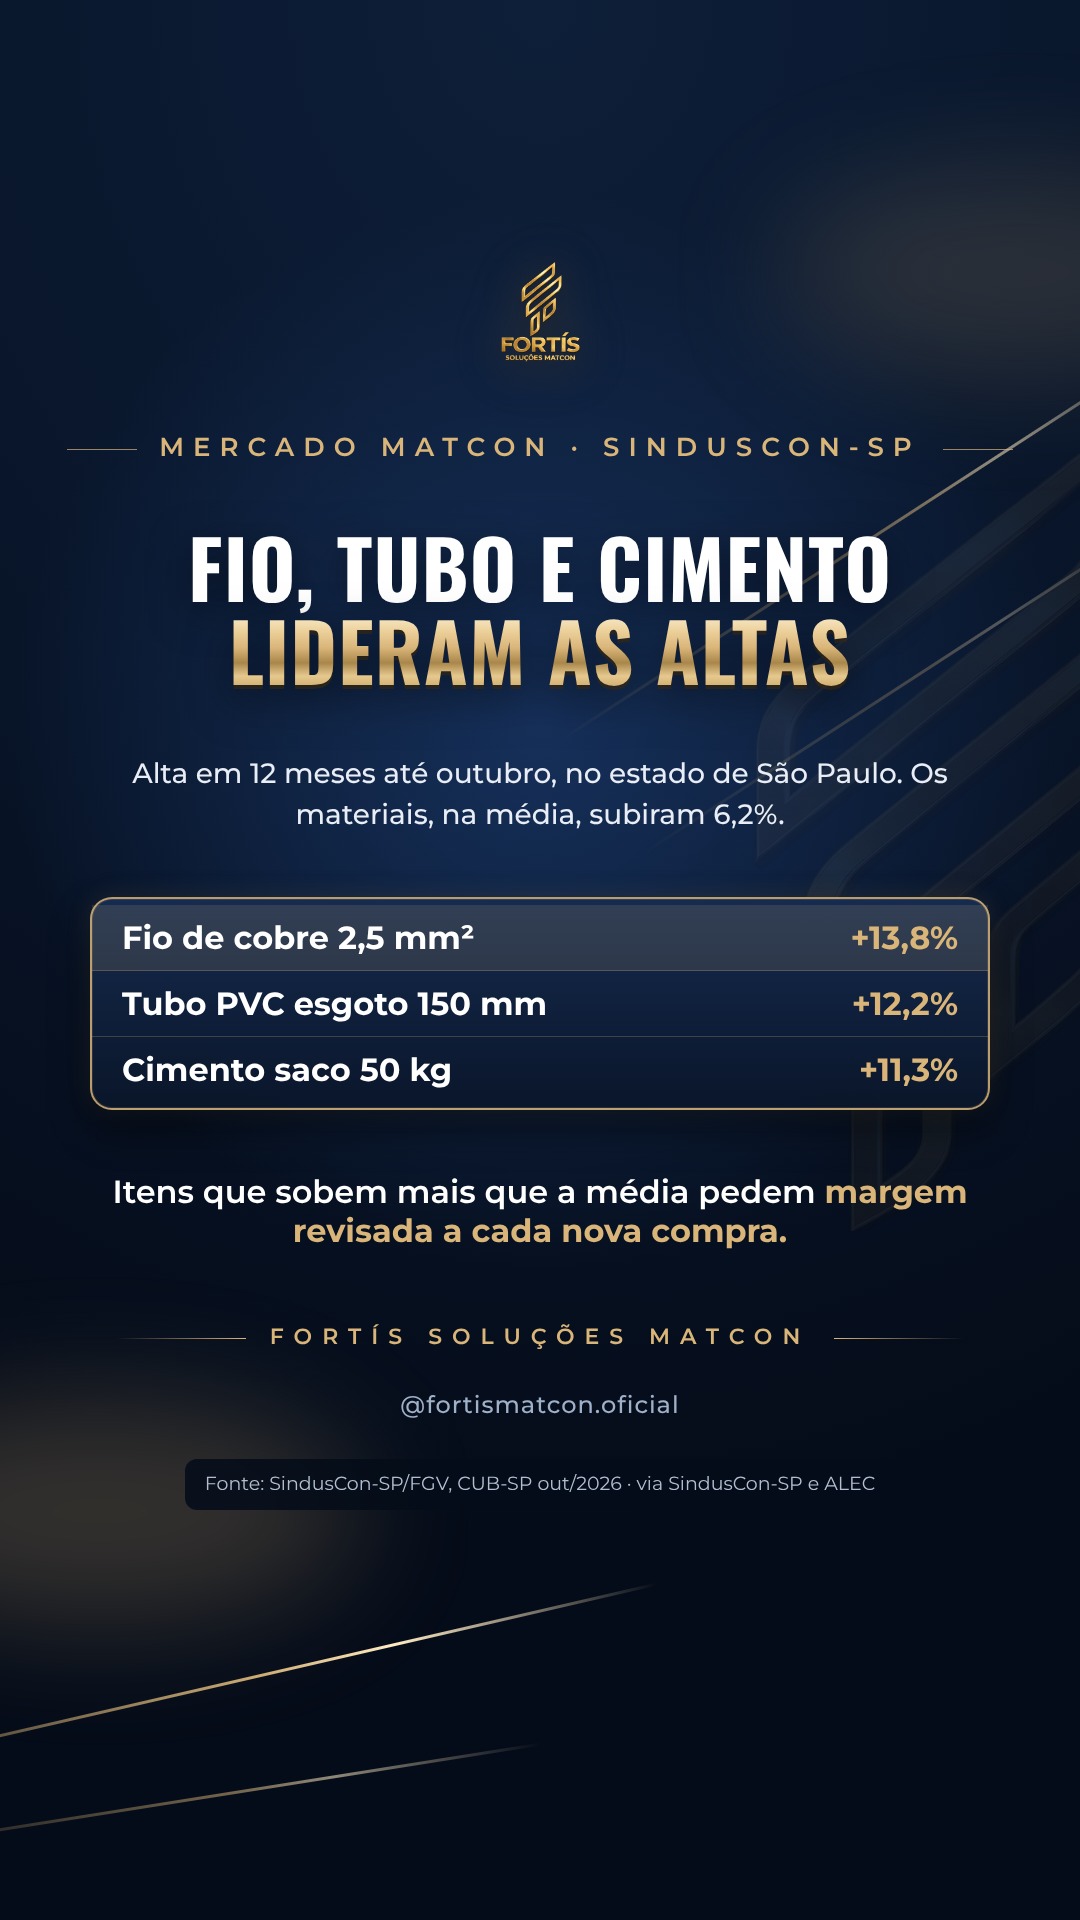 FORTÍS
SOLUÇÕES MATCON
MERCADO MATCON · SINDUSCON-SP
FIO, TUBO E CIMENTO
LIDERAM AS ALTAS
Alta em 12 meses até outubro, no estado de São Paulo. Os
materiais, na média, subiram 6,2%.
Fio de cobre 2,5 mm² +13,8%
Tubo PVC esgoto 150 mm +12,2%
Cimento saco 50 kg +11,3%
Itens que sobem mais que a média pedem margem
revisada a cada nova compra.
FORTÍS SOLUÇÕES MATCON
@fortismatcon.oficial
Fonte: SindusCon-SP/FGV, CUB-SP out/2026 · via SindusCon-SP e ALEC